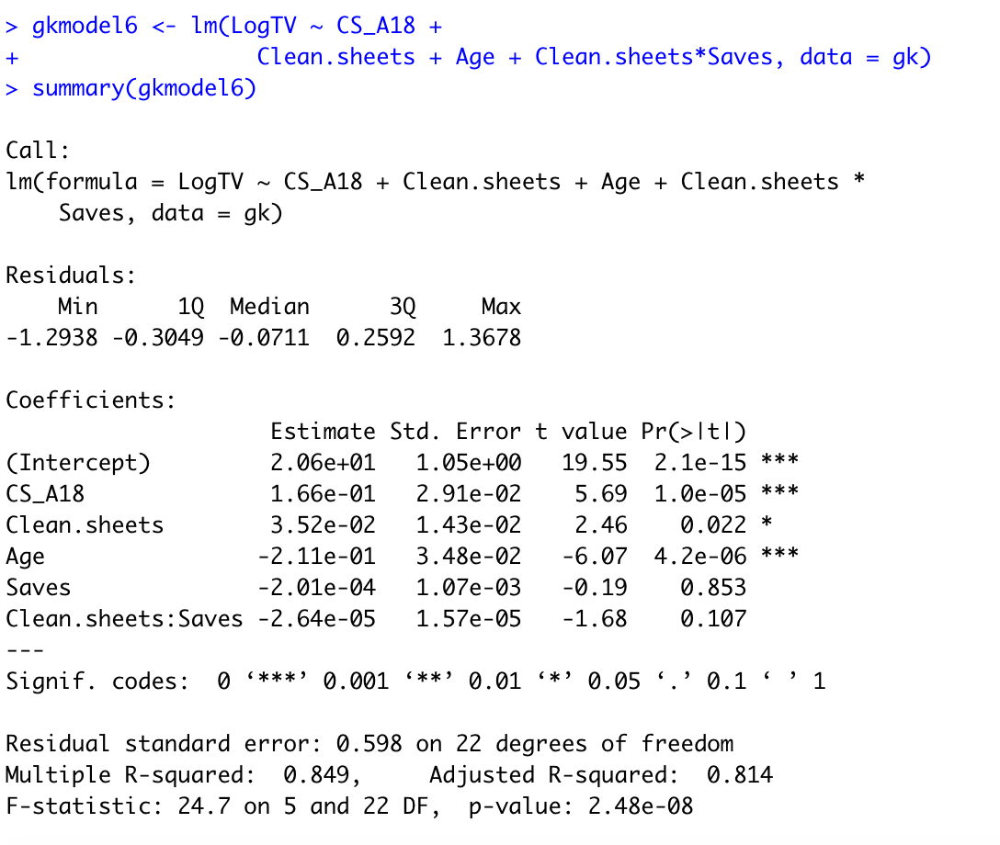 > gkmodel6 <- lm(LogTV ~ CS_A18 +
+                  Clean.sheets + Age + Clean.sheets*Saves, data = gk)
> summary(gkmodel6)

Call:
lm(formula = LogTV ~ CS_A18 + Clean.sheets + Age + Clean.sheets *
    Saves, data = gk)

Residuals:
    Min      1Q  Median      3Q     Max
-1.2938 -0.3049 -0.0711  0.2592  1.3678

Coefficients:
                    Estimate Std. Error t value Pr(>|t|)
(Intercept)         2.06e+01   1.05e+00   19.55  2.1e-15 ***
CS_A18              1.66e-01   2.91e-02    5.69  1.0e-05 ***
Clean.sheets        3.52e-02   1.43e-02    2.46    0.022 *
Age                -2.11e-01   3.48e-02   -6.07  4.2e-06 ***
Saves              -2.01e-04   1.07e-03   -0.19    0.853
Clean.sheets:Saves -2.64e-05   1.57e-05   -1.68    0.107
---
Signif. codes:  0 ‘***’ 0.001 ‘**’ 0.01 ‘*’ 0.05 ‘.’ 0.1 ‘ ’ 1

Residual standard error: 0.598 on 22 degrees of freedom
Multiple R-squared:  0.849,     Adjusted R-squared:  0.814
F-statistic: 24.7 on 5 and 22 DF,  p-value: 2.48e-08